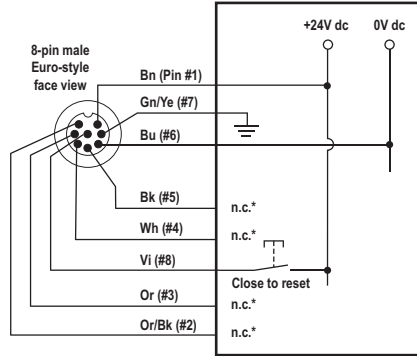 +24V dc
0V dc
8-pin male
Euro-style
face view
Bn (Pin #1)
Gn/Ye (#7)
Bu (#6)
Bk (#5)
n.c.*
Wh (#4)
n.c.*
Vi (#8)
Close to reset
Or (#3)
n.c.*
Or/Bk (#2)
n.c.*